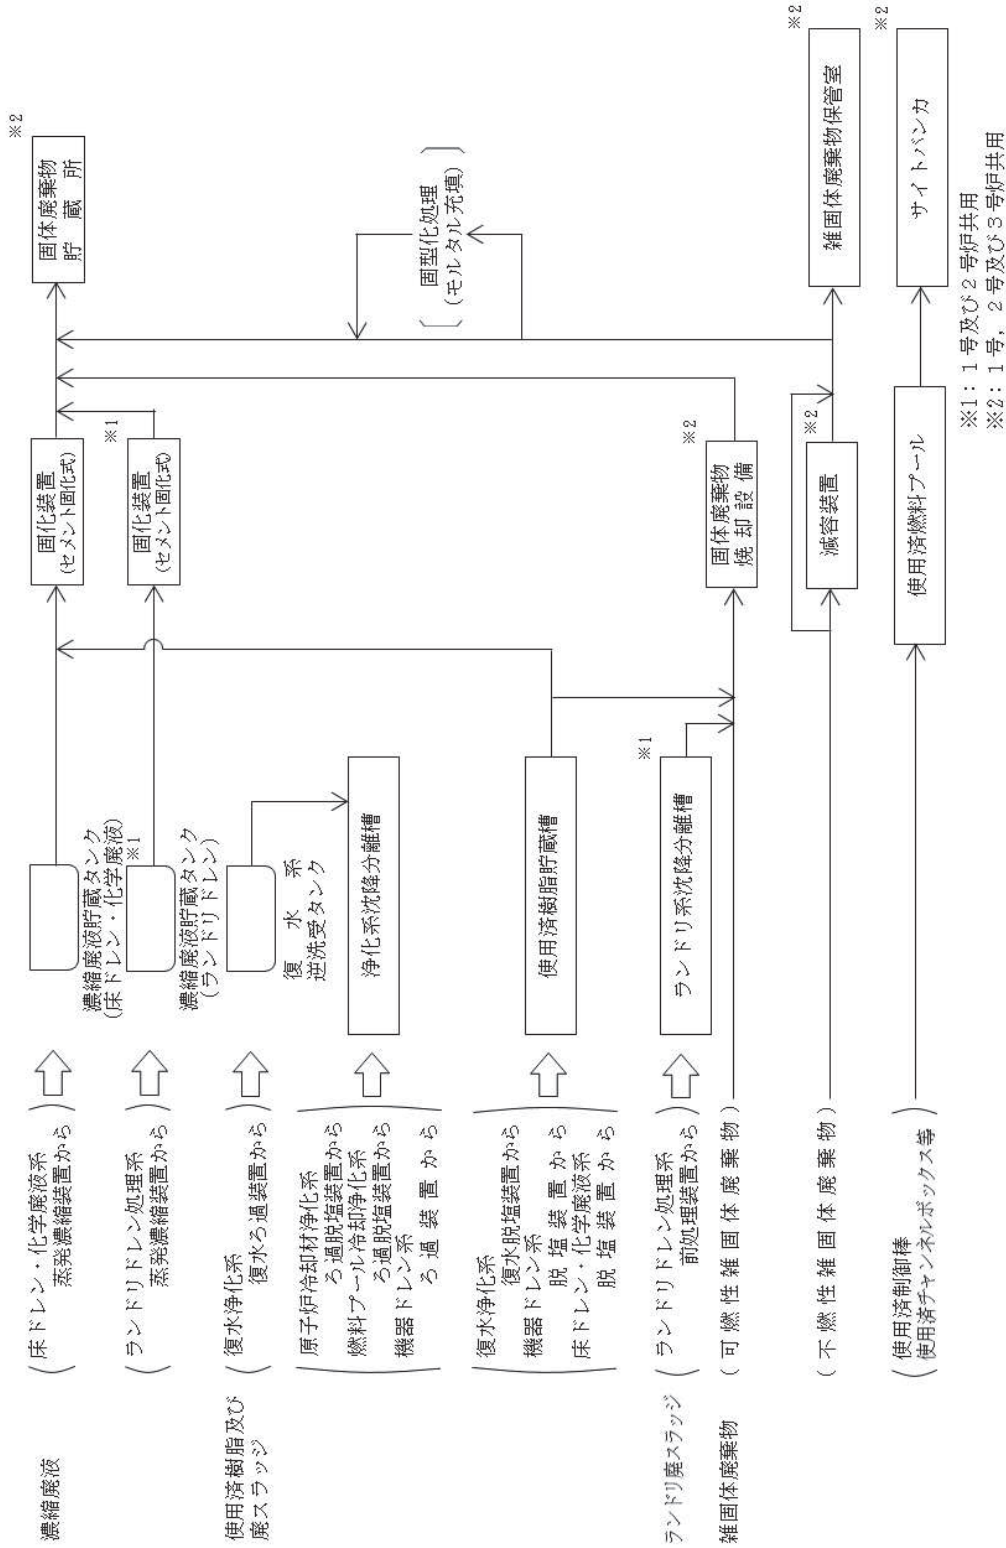 濃縮廃液
床ドレン・化学廃液系
蒸発濃縮装置から
濃縮廃液貯蔵タンク
(床ドレン・化学廃液)
固化装置
(セメント固化式)
固体廃棄物
貯蔵所
※2
ランドリドレン処理系
蒸発濃縮装置から
※1
濃縮廃液貯蔵タンク
(ランドリドレン)
固化装置
(セメント固化式)
※1
使用済樹脂及び
廃スラッジ
復水浄化系
復水ろ過装置から
復水系
逆洗受タンク
原子炉冷却材浄化系
ろ過脱塩装置から
燃料プール冷却浄化系
ろ過脱塩装置から
機器ドレン系
ろ過装置から
浄化系沈降分離槽
固型化処理
(モルタル充填)
復水浄化系
復水脱塩装置から
機器ドレン系
脱塩装置から
床ドレン・化学廃液系
脱塩装置から
使用済樹脂貯蔵槽
ランドリ廃スラッジ
ランドリドレン処理系
前処理装置から
ランドリ系沈降分離槽
※1
雑固体廃棄物
(可燃性雑固体廃棄物)
固体廃棄物
焼却設備
※2
(不燃性雑固体廃棄物)
減容装置
※2
雑固体廃棄物保管室
※2
使用済制御棒
使用済チャンネルボックス等
使用済燃料プール
サイトバンカ
※2
※1:1号及び2号炉共用
※2:1号,2号及び3号炉共用